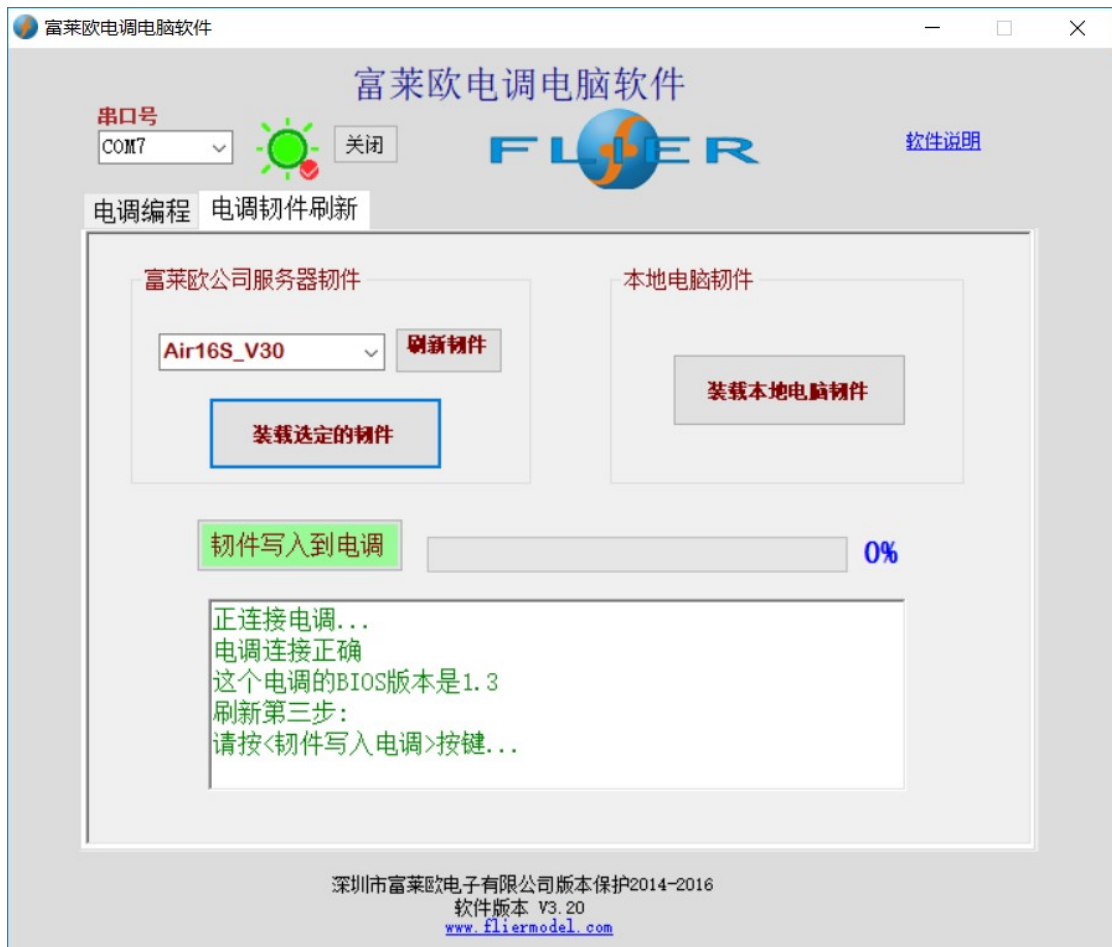 富莱欧电调电脑软件
富莱欧电调电脑软件
串口号
COM7
关闭
FLIER
软件说明
电调编程
电调韧件刷新
富莱欧公司服务器韧件
本地电脑韧件
Air16S_V30
刷新韧件
装载本地电脑韧件
装载选定的韧件
韧件写入到电调
0%
正连接电调...
电调连接正确
这个电调的BIOS版本是1.3
刷新第三步:
请按<韧件写入电调>按键...
深圳市富莱欧电子有限公司版本保护2014-2016
软件版本 V3.20
www.fliermodel.com